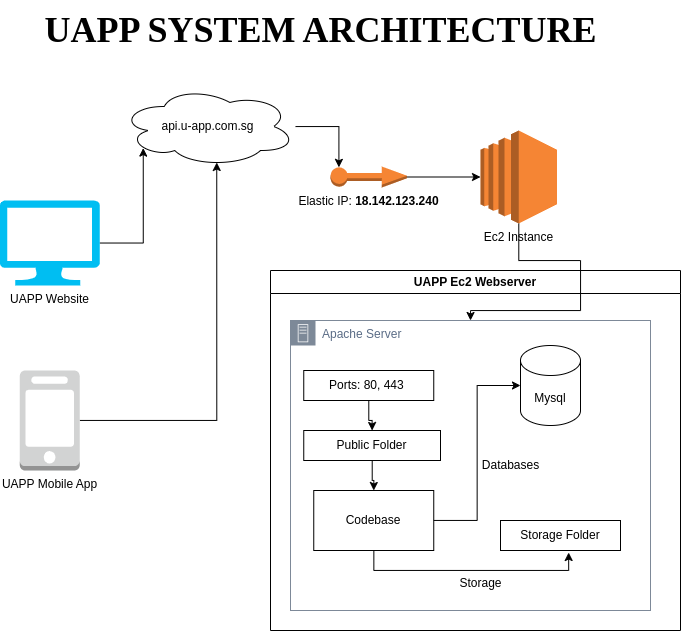 UAPP SYSTEM ARCHITECTURE
api.u-app.com.sg
Elastic IP: 18.142.123.240
Ec2 Instance
UAPP Website
UAPP Mobile App
UAPP Ec2 Webserver
Apache Server
Ports: 80, 443
Public Folder
Codebase
Mysql
Databases
Storage Folder
Storage